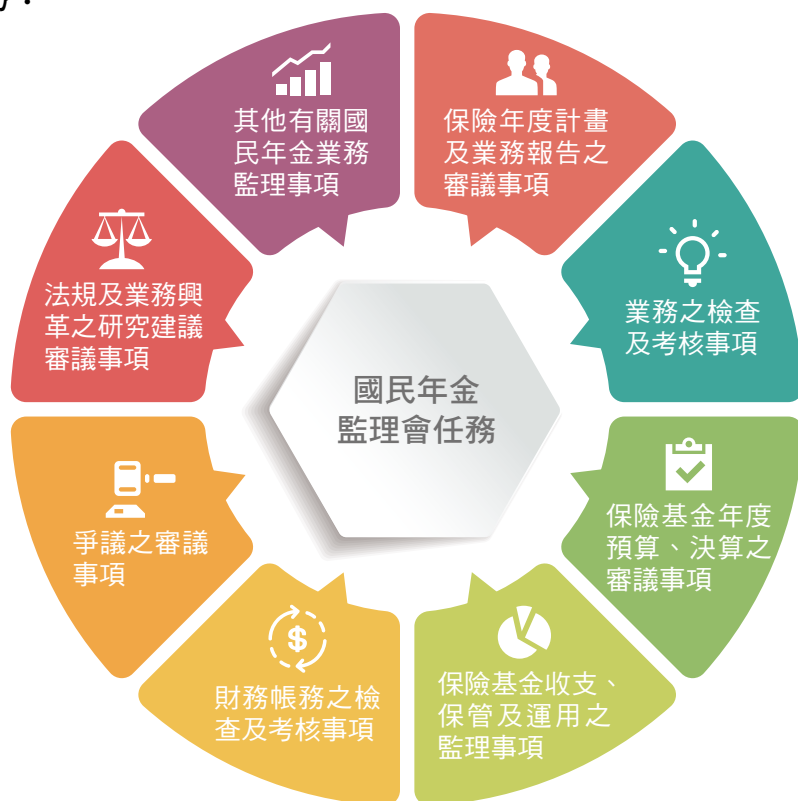 國民年金
監理會任務
保險年度計畫
及業務報告之
審議事項
業務之檢查
及考核事項
保險基金年度
預算、決算之
審議事項
保險基金收支、
保管及運用之
監理事項
財務帳務之檢
查及考核事項
爭議之審議
事項
法規及業務興
革之研究建議
審議事項
其他有關國
民年金業務
監理事項